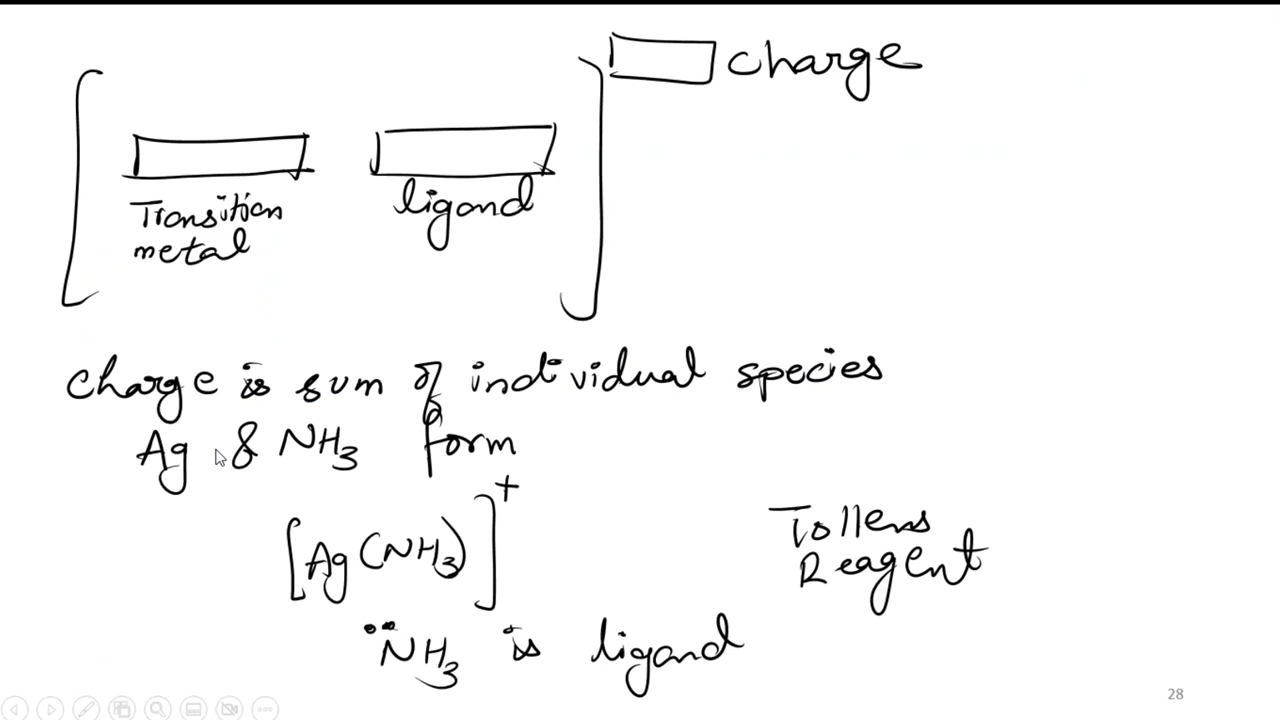 charge
Transition
metal
ligand
charge is sum of individual species
Ag & NH3 form
[Ag(NH3)]+
Tollens
Reagent
:NH3 is ligand
28